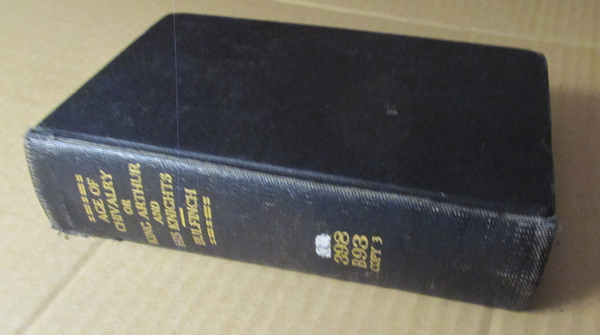 AGE OF
CHIVALRY
OR
KING ARTHUR
AND
HIS KNIGHTS
BULFINCH
398
B93
COPY 3